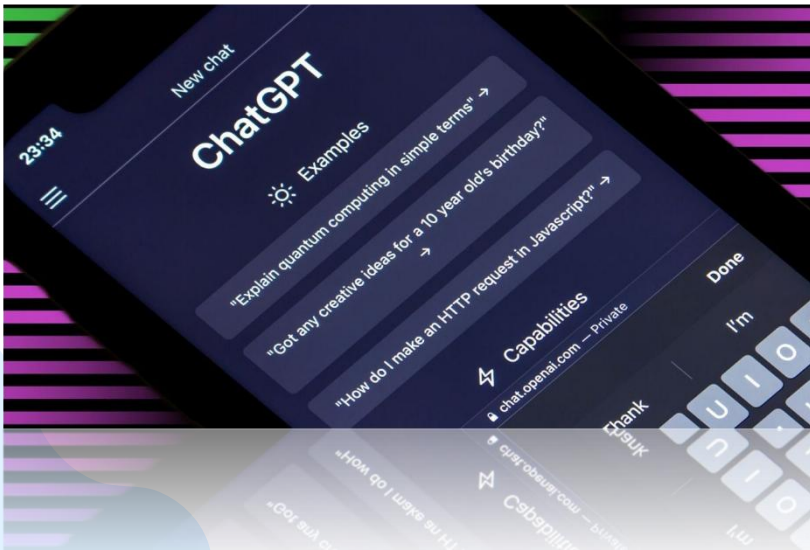 23:34
New chat
ChatGPT
Examples
"Explain quantum computing in simple terms" →
"Got any creative ideas for a 10 year old's birthday?"
→
"How do I make an HTTP request in Javascript?" →
Capabilities
chat.openai.com — Private
Done
I'm
U I O